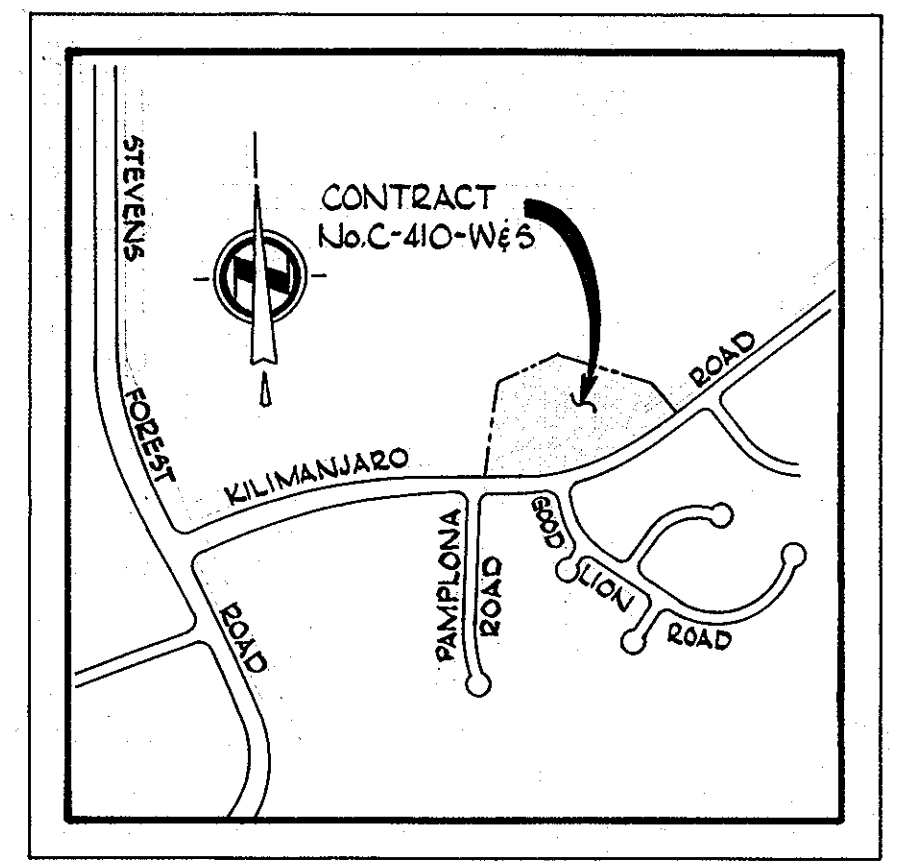 STEVENS
FOREST
ROAD
CONTRACT
No.C-410-W&S
KILIMANJARO
ROAD
PAMPLONA
ROAD
GOOD
LION
ROAD